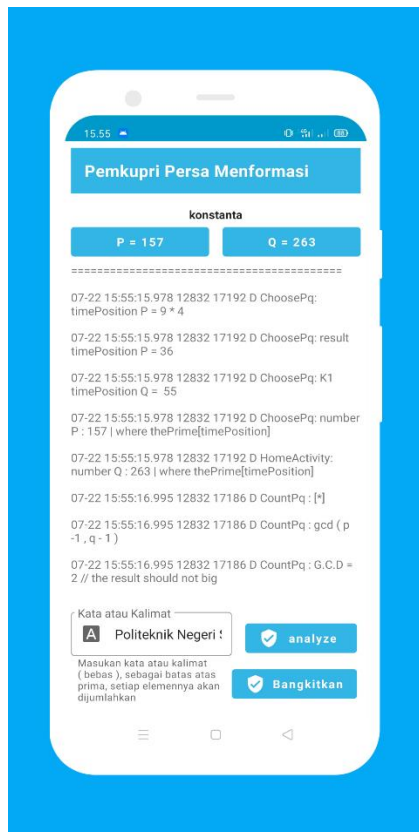 15.55
Pemkupri Persa Menformasi
konstanta
P = 157
Q = 263
==========================================
07-22 15:55:15.978 12832 17192 D ChoosePq:
timePosition P = 9 * 4
07-22 15:55:15.978 12832 17192 D ChoosePq: result
timePosition P = 36
07-22 15:55:15.978 12832 17192 D ChoosePq: K1
timePosition Q =  55
07-22 15:55:15.978 12832 17192 D ChoosePq: number
P : 157 | where thePrime[timePosition]
07-22 15:55:15.978 12832 17192 D HomeActivity:
number Q : 263 | where thePrime[timePosition]
07-22 15:55:16.995 12832 17186 D CountPq : [*]
07-22 15:55:16.995 12832 17186 D CountPq : gcd ( p
-1 , q - 1 )
07-22 15:55:16.995 12832 17186 D CountPq : G.C.D =
2 // the result should not big
Kata atau Kalimat
A Politeknik Negeri
analyze
Masukan kata atau kalimat
( bebas ), sebagai batas atas
prima, setiap elemennya akan
dijumlahkan
Bangkitkan